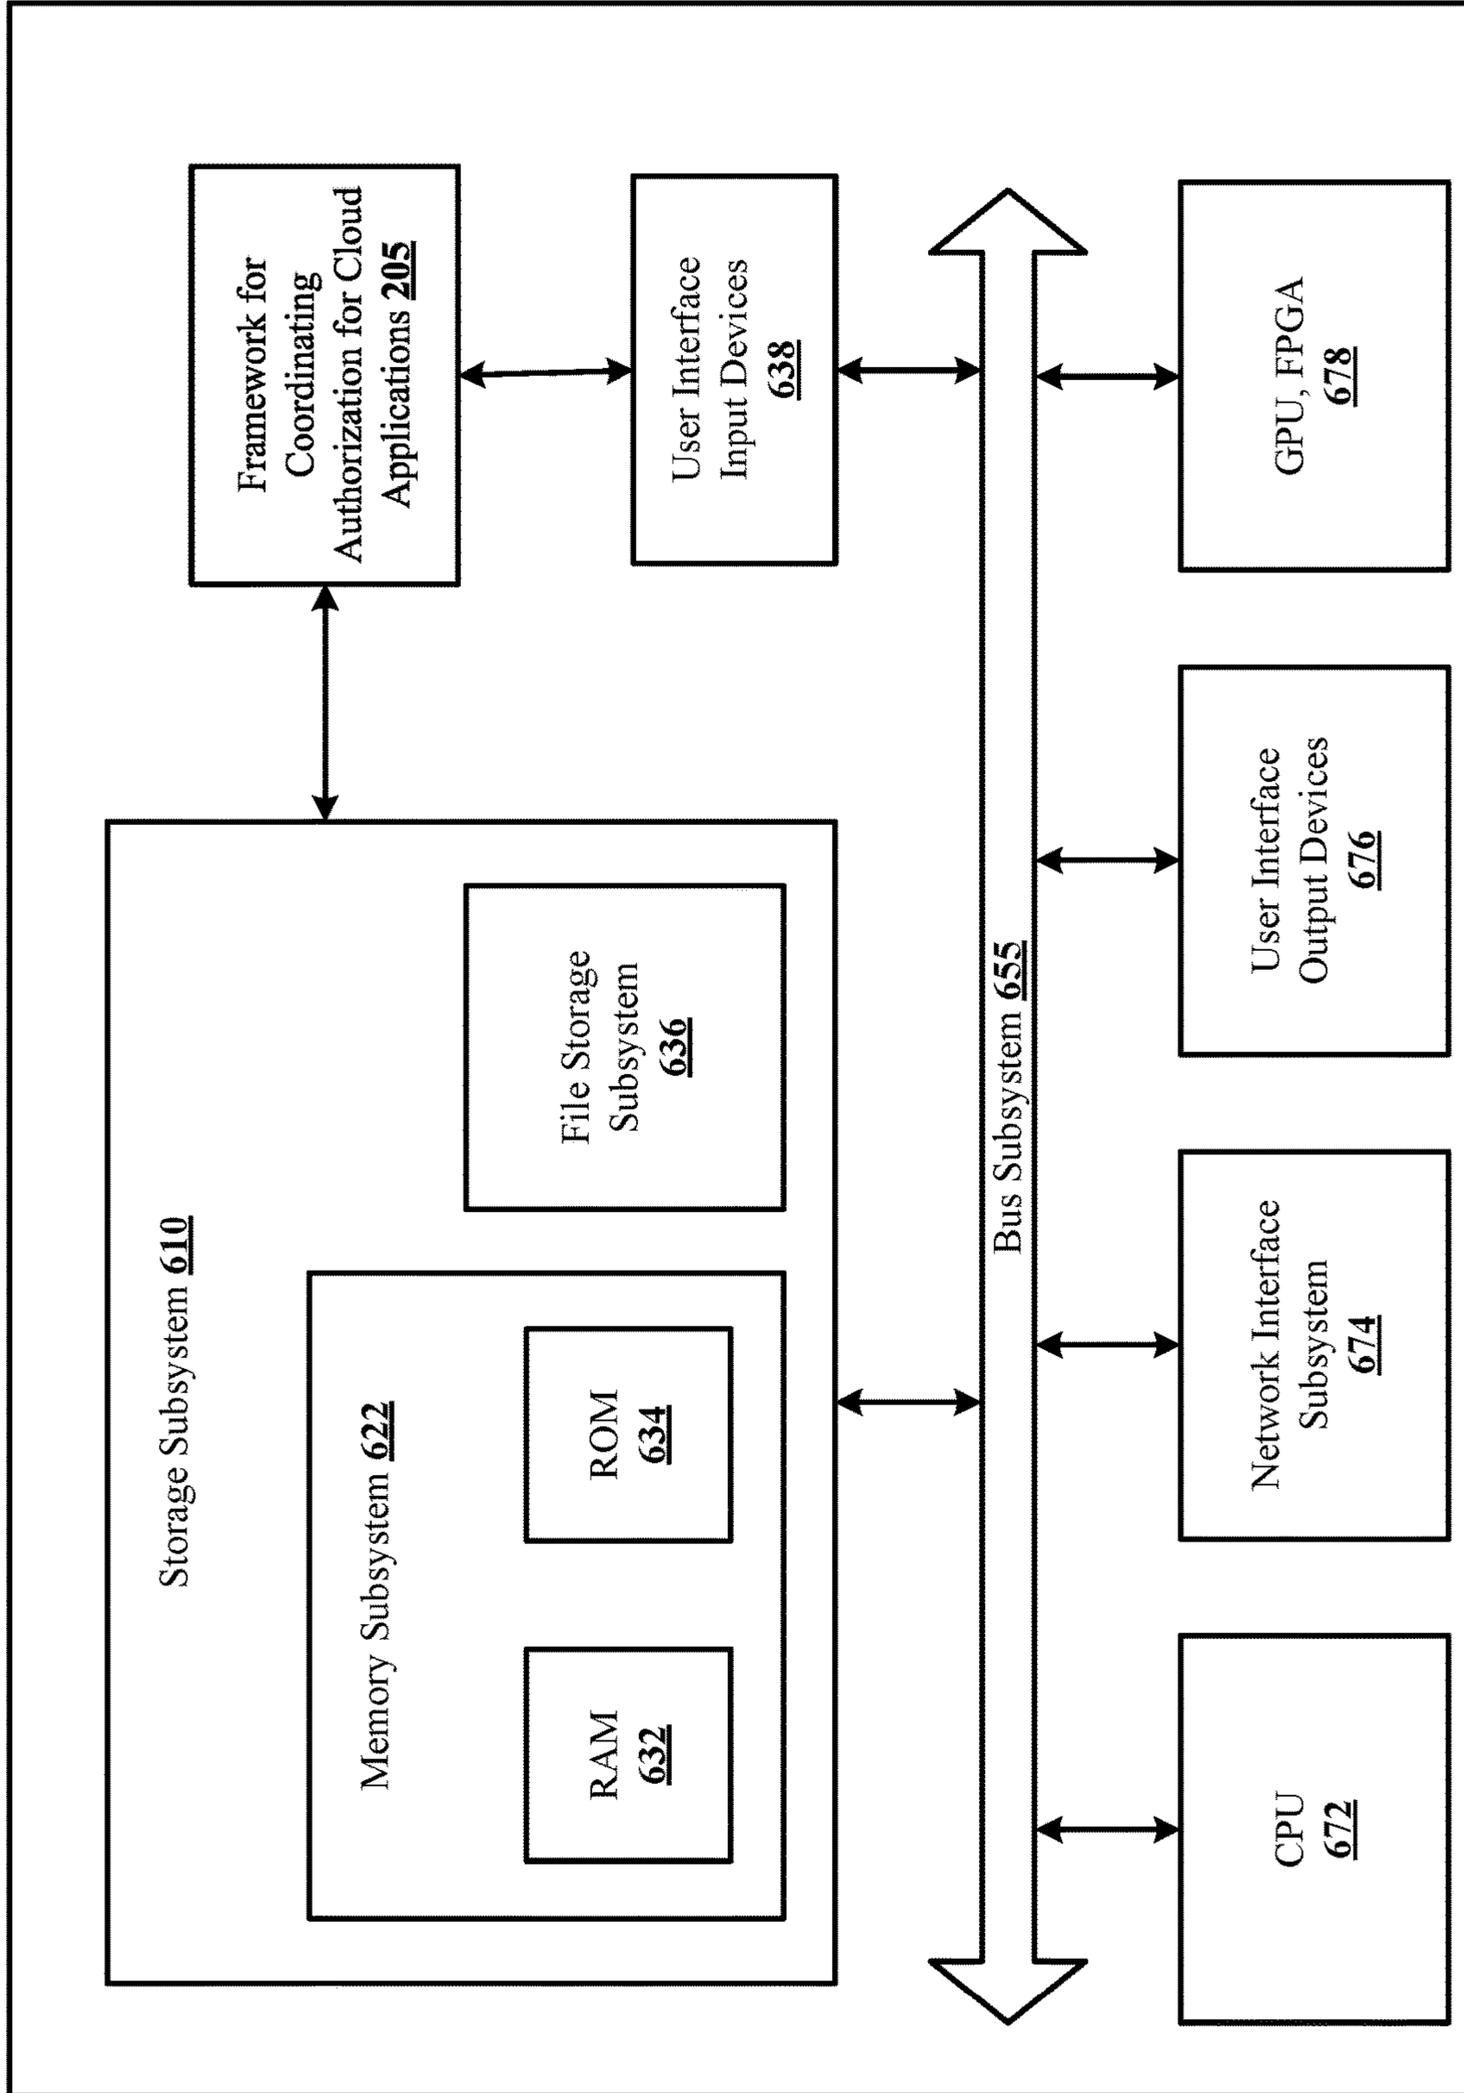 Storage Subsystem 610
Memory Subsystem 622
RAM
632
ROM
634
File Storage
Subsystem
636
Framework for
Coordinating
Authorization for Cloud
Applications 205
User Interface
Input Devices
638
Bus Subsystem 655
CPU
672
Network Interface
Subsystem
674
User Interface
Output Devices
676
GPU, FPGA
678